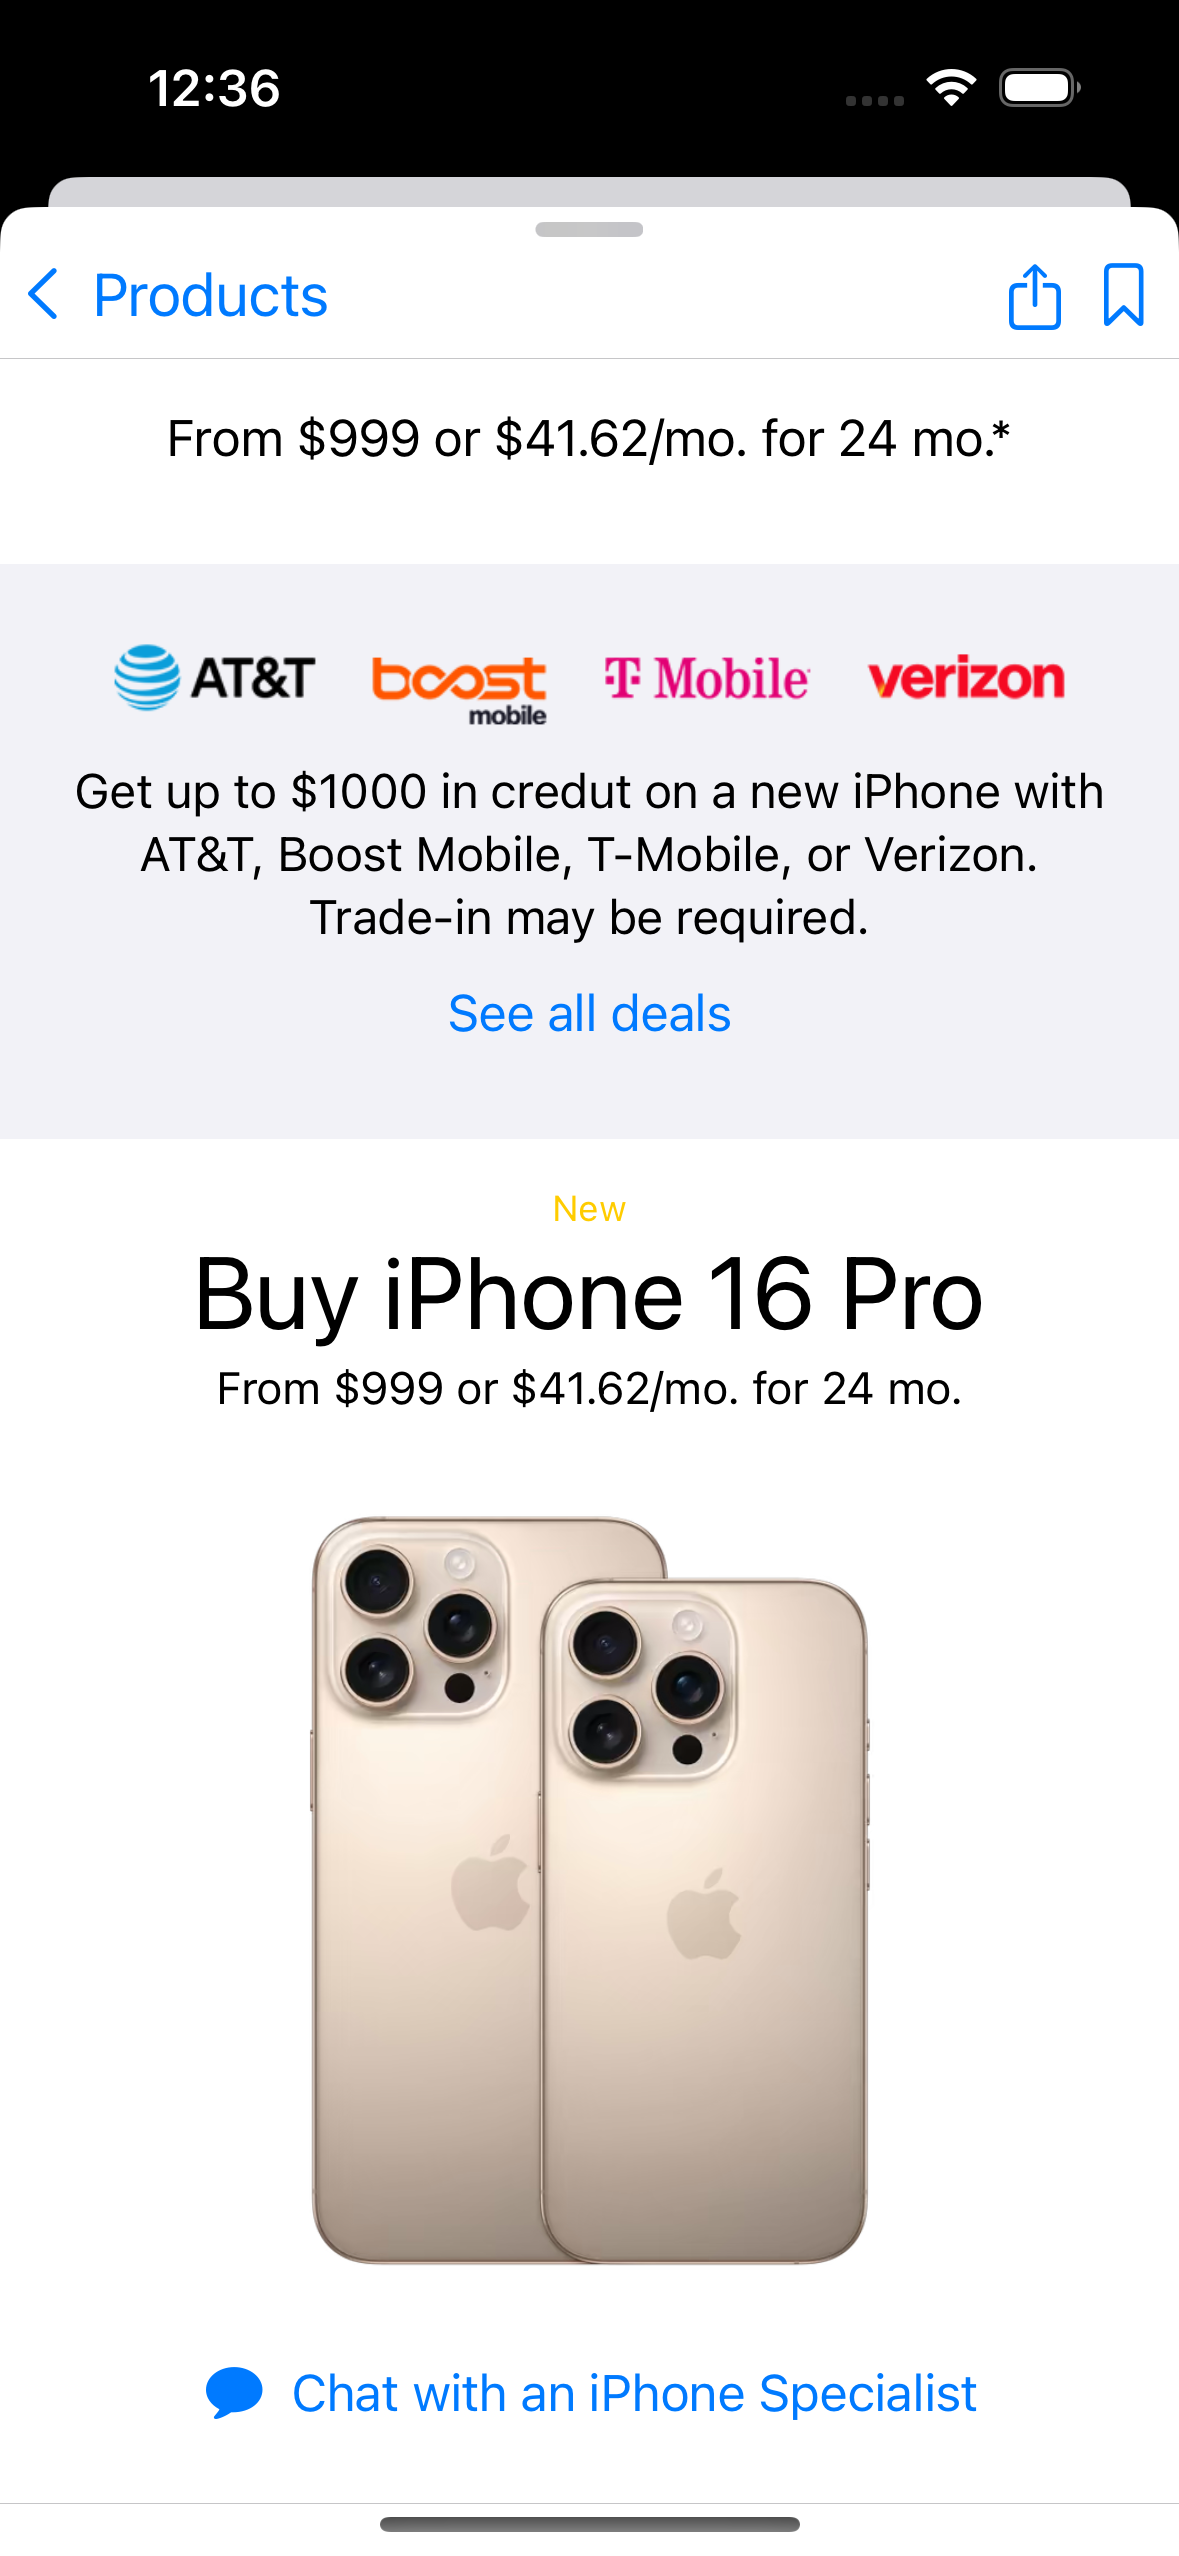 12:36
Products
From $999 or $41.62/mo. for 24 mo.*
AT&T boost mobile T Mobile verizon
Get up to $1000 in credut on a new iPhone with
AT&T, Boost Mobile, T-Mobile, or Verizon.
Trade-in may be required.
See all deals
New
Buy iPhone 16 Pro
From $999 or $41.62/mo. for 24 mo.
Chat with an iPhone Specialist